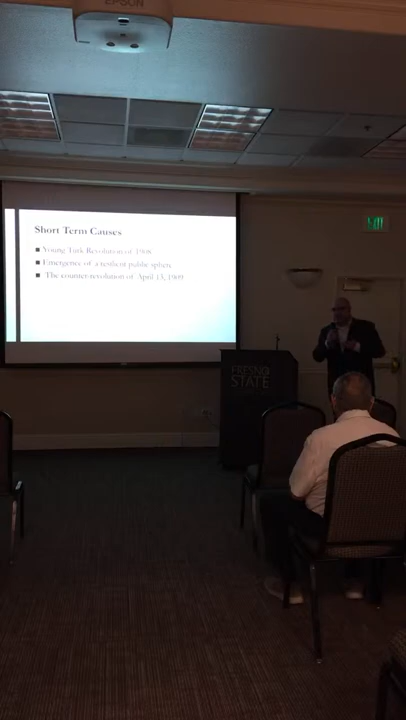 EPSON
Short Term Causes
■ Young Turk Revolution of 1908
■ Emergence of a resilient public sphere
■ The counter-revolution of April 13, 1909
FRESNO
STATE